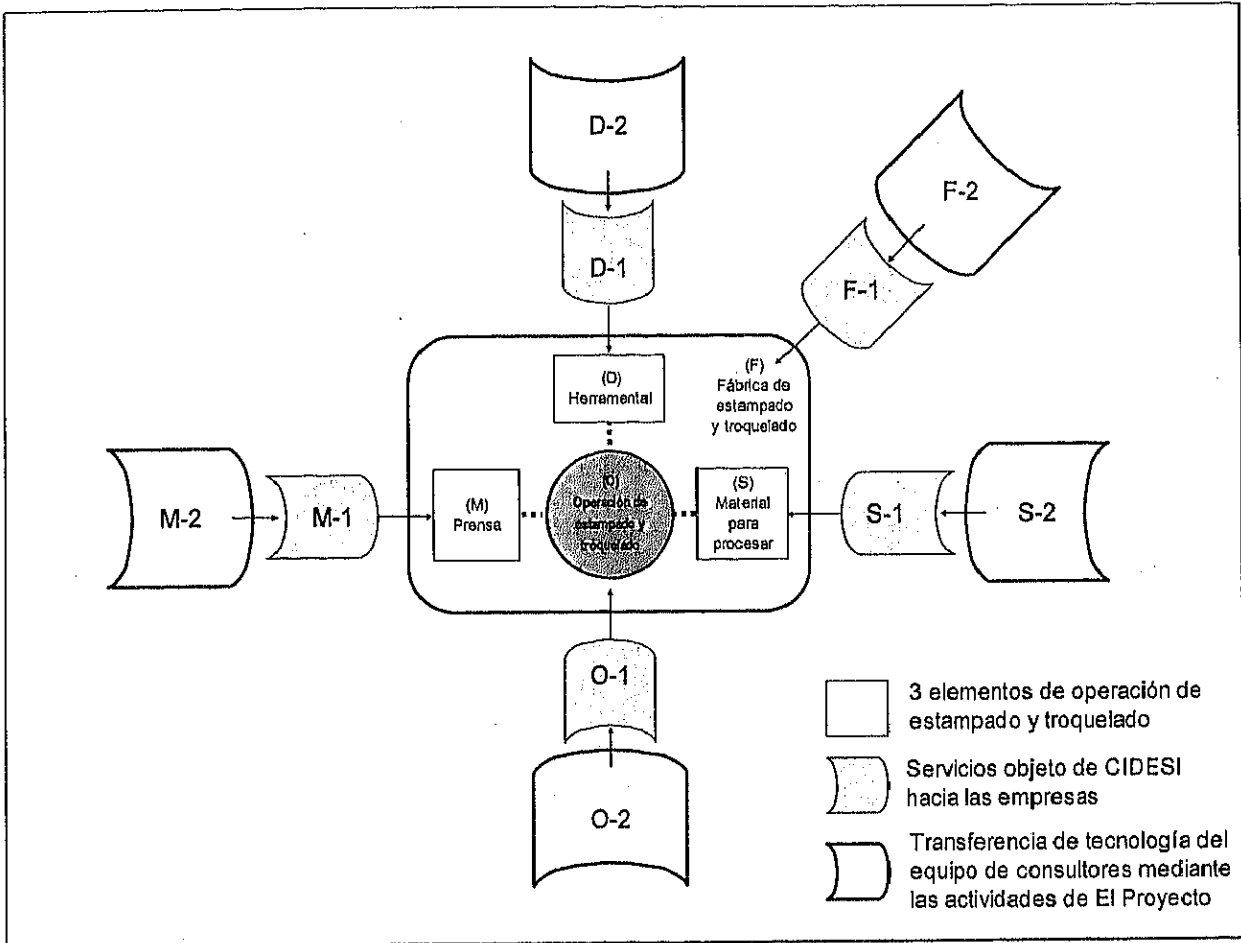 D-2
F-2
D-1
F-1
(D)
Herramental
(F)
Fábrica de
estampado
y troquelado
M-2
M-1
(M)
Prensa
(O)
Operación de
estampado y
troquelado
(S)
Material
para
procesar
S-1
S-2
O-1
O-2
3 elementos de operación de
estampado y troquelado
Servicios objeto de CIDESI
hacia las empresas
Transferencia de tecnología del
equipo de consultores mediante
las actividades de El Proyecto